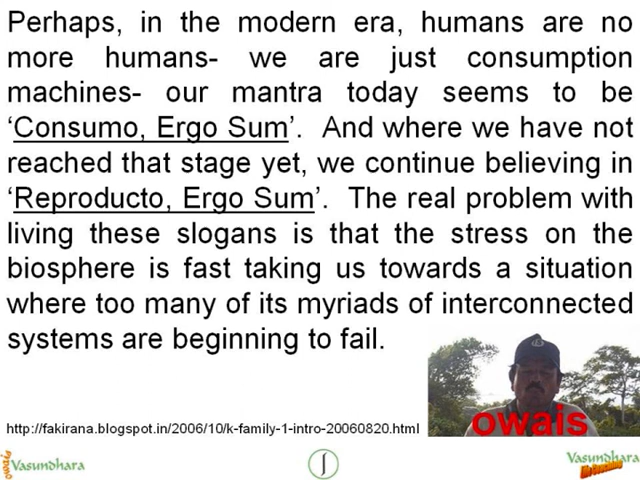 Perhaps, in the modern era, humans are no
more humans- we are just consumption
machines- our mantra today seems to be
‘Consumo, Ergo Sum’. And where we have not
reached that stage yet, we continue believing in
‘Reproducto, Ergo Sum’. The real problem with
living these slogans is that the stress on the
biosphere is fast taking us towards a situation
where too many of its myriads of interconnected
systems are beginning to fail.
owais
http://fakirana.blogspot.in/2006/10/k-family-1-intro-20060820.html
owais
Vasundhara
Vasundhara